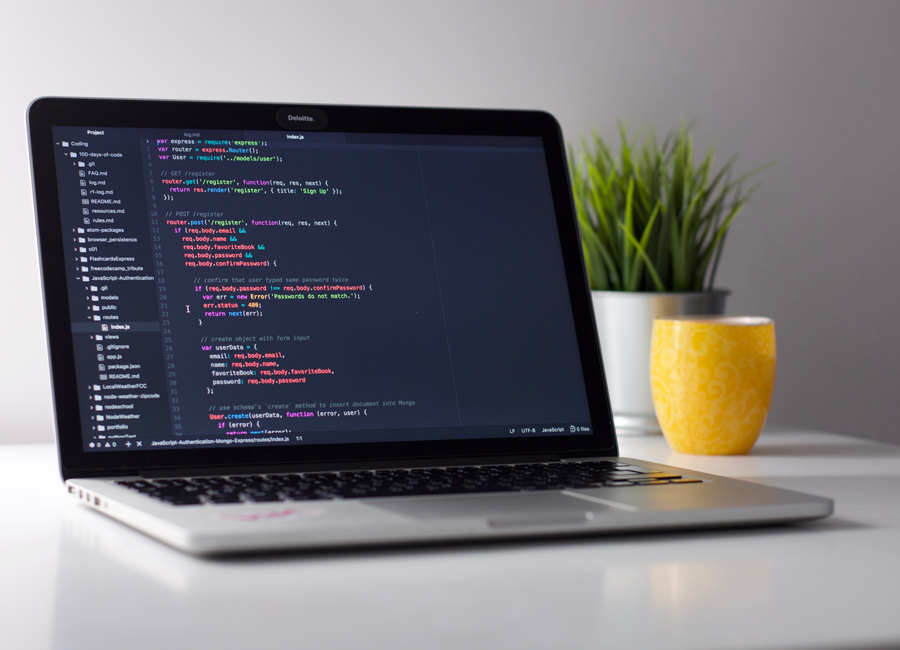 Deloitte.
Project
Coding
100-days-of-code
.git
FAQ.md
log.md
r1-log.md
README.md
resources.md
rules.md
atom-packages
browser_persistence
c01
FlashcardsExpress
freecodecamp_tribute
JavaScript-Authentication
.git
models
public
routes
index.js
views
.gitignore
app.js
package.json
README.md
LocalWeatherFCC
node-weather-zipcode
nodeschool
NodeWeather
portfolio
log.md
index.js
1 var express = require('express');
2 var router = express.Router();
3 var User = require('../models/user');
4
5 // GET /register
6 router.get('/register', function(req, res, next) {
7 return res.render('register', { title: 'Sign Up' });
8 });
9
10 // POST /register
11 router.post('/register', function(req, res, next) {
12 if (req.body.email &&
13 req.body.name &&
14 req.body.favoriteBook &&
15 req.body.password &&
16 req.body.confirmPassword) {
17
18 // confirm that user typed same password twice
19 if (req.body.password !== req.body.confirmPassword) {
20 var err = new Error('Passwords do not match.');
21 err.status = 400;
22 return next(err);
23 }
24
25 // create object with form input
26 var userData = {
27 email: req.body.email,
28 name: req.body.name,
29 favoriteBook: req.body.favoriteBook,
30 password: req.body.password
31 };
32
33 // use schema's `create` method to insert document into Mongo
34 User.create(userData, function (error, user) {
35 if (error) {
return next(error);
0 0 JavaScript-Authentication-Mongo-Express/routes/index.js 1:1
LF UTF-8 JavaScript 0 files